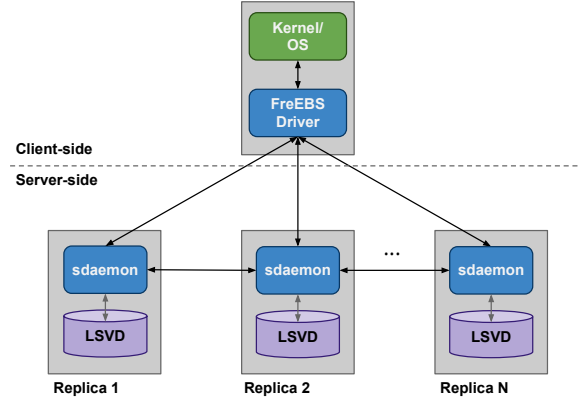 Kernel/
OS
FreEBS
Driver
Client-side
Server-side
...
sdaemon
sdaemon
sdaemon
LSVD
LSVD
LSVD
Replica 1
Replica 2
Replica N